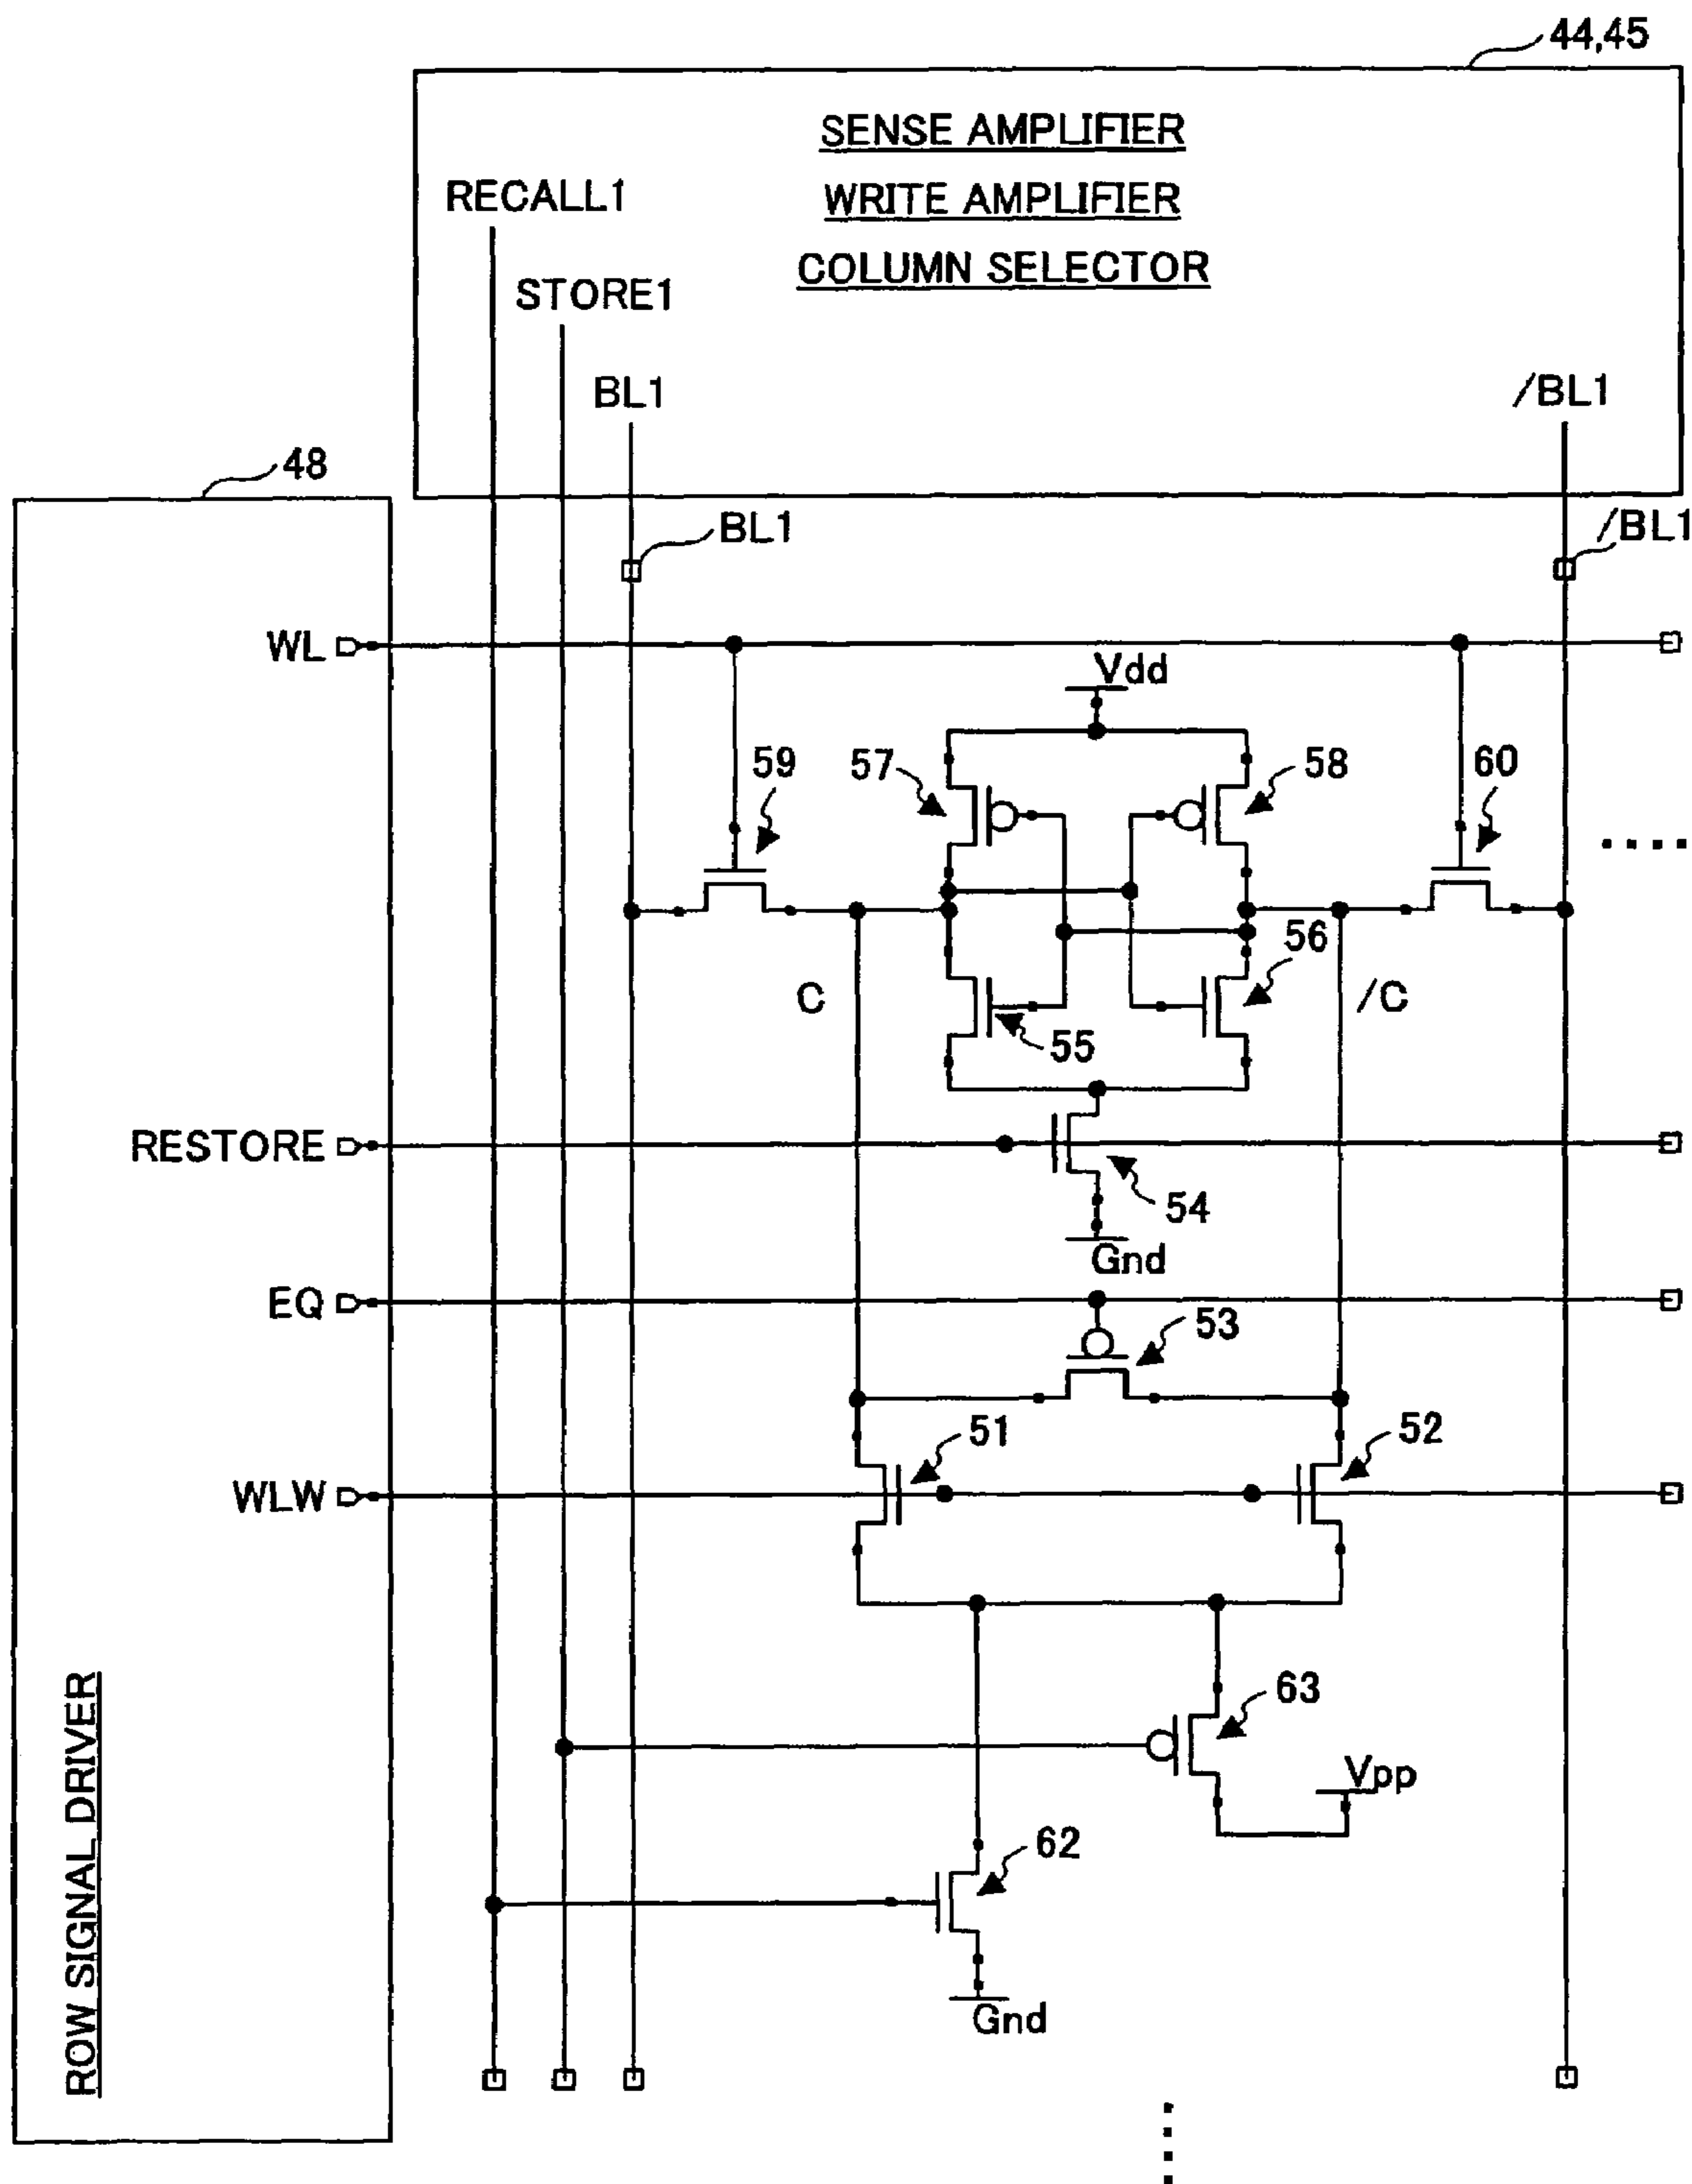 44,45
SENSE AMPLIFIER
WRITE AMPLIFIER
COLUMN SELECTOR
RECALL1
STORE1
BL1
/BL1
48
BL1
/BL1
WL
Vdd
59
57
58
60
C
55
56
/C
RESTORE
54
Gnd
EQ
53
51
52
WLW
63
Vpp
62
Gnd
ROW SIGNAL DRIVER